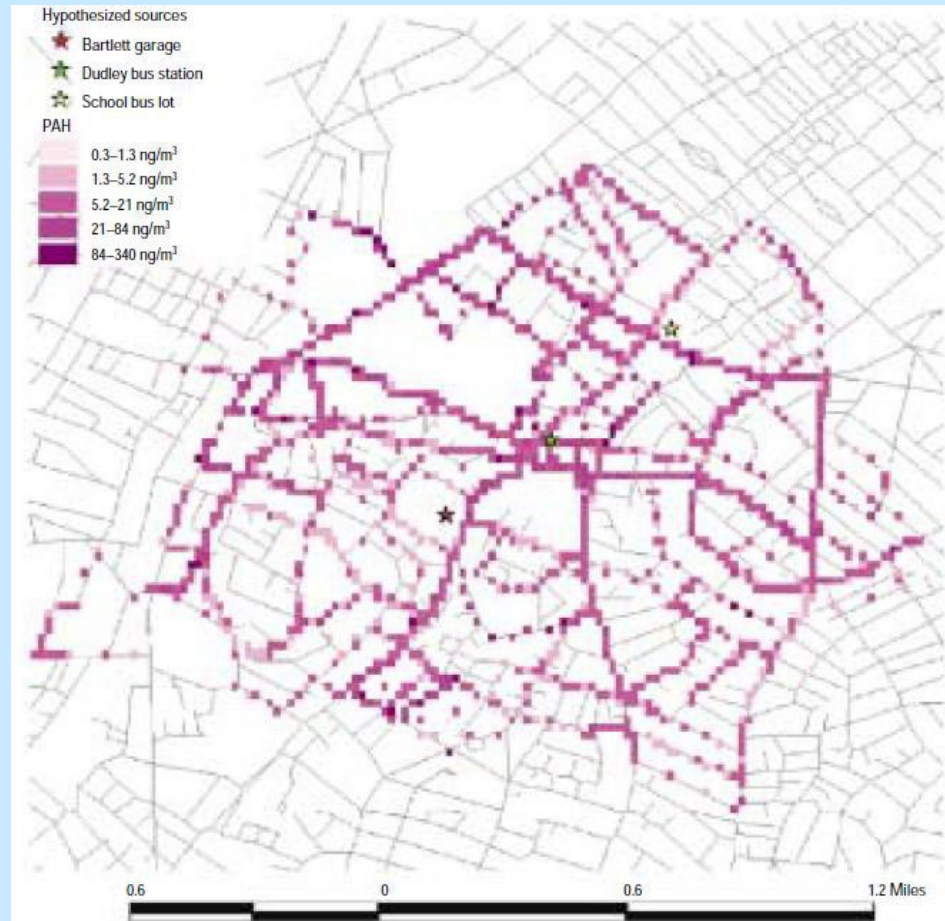 Hypothesized sources
Bartlett garage
Dudley bus station
School bus lot
PAH
0.3–1.3 ng/m³
1.3–5.2 ng/m³
5.2–21 ng/m³
21–84 ng/m³
84–340 ng/m³
0.6 0 0.6 1.2 Miles